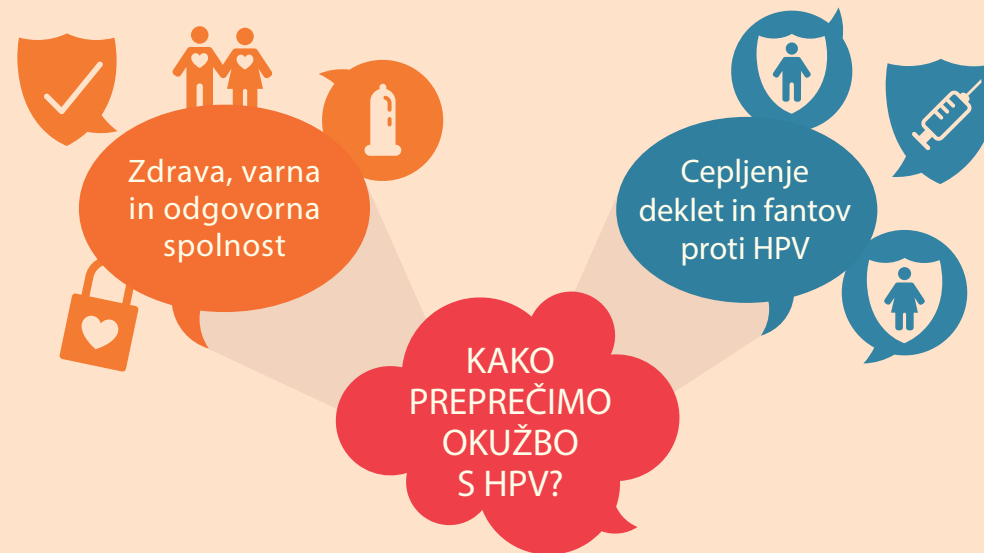 Zdrava, varna
in odgovorna
spolnost
Cepljenje
deklet in fantov
proti HPV
KAKO
PREPREČIMO
OKUŽBO
S HPV?